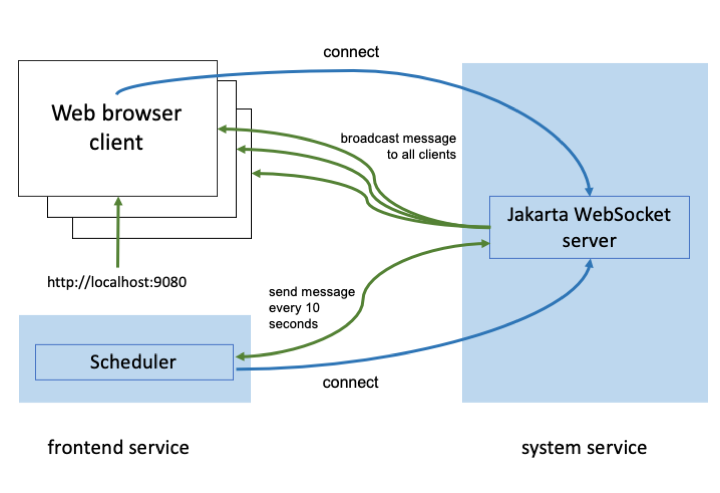 connect
Web browser
client
broadcast message
to all clients
Jakarta WebSocket
server
http://localhost:9080
send message
every 10
seconds
Scheduler
connect
frontend service
system service